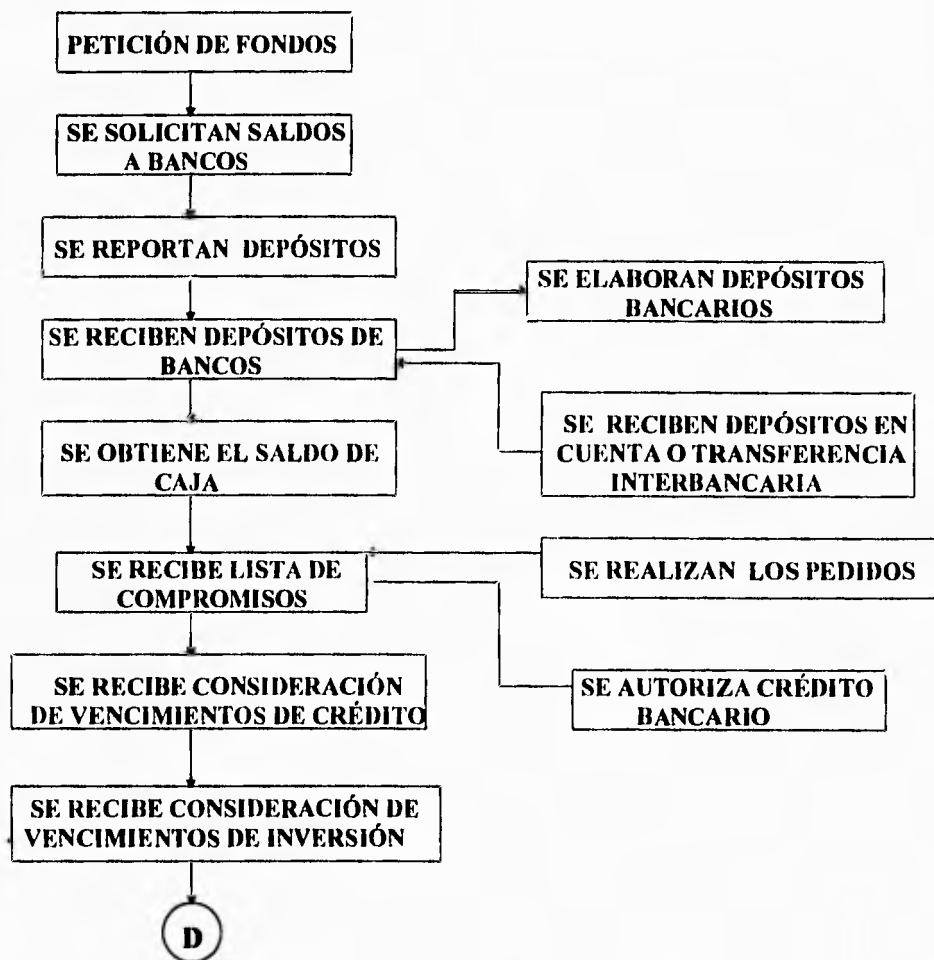 PETICIÓN DE FONDOS
SE SOLICITAN SALDOS
A BANCOS
SE REPORTAN DEPÓSITOS
SE RECIBEN DEPÓSITOS DE
BANCOS
SE ELABORAN DEPÓSITOS
BANCARIOS
SE RECIBEN DEPÓSITOS EN
CUENTA O TRANSFERENCIA
INTERBANCARIA
SE OBTIENE EL SALDO DE
CAJA
SE RECIBE LISTA DE
COMPROMISOS
SE REALIZAN LOS PEDIDOS
SE AUTORIZA CRÉDITO
BANCARIO
SE RECIBE CONSIDERACIÓN
DE VENCIMIENTOS DE CRÉDITO
SE RECIBE CONSIDERACIÓN DE
VENCIMIENTOS DE INVERSIÓN
D